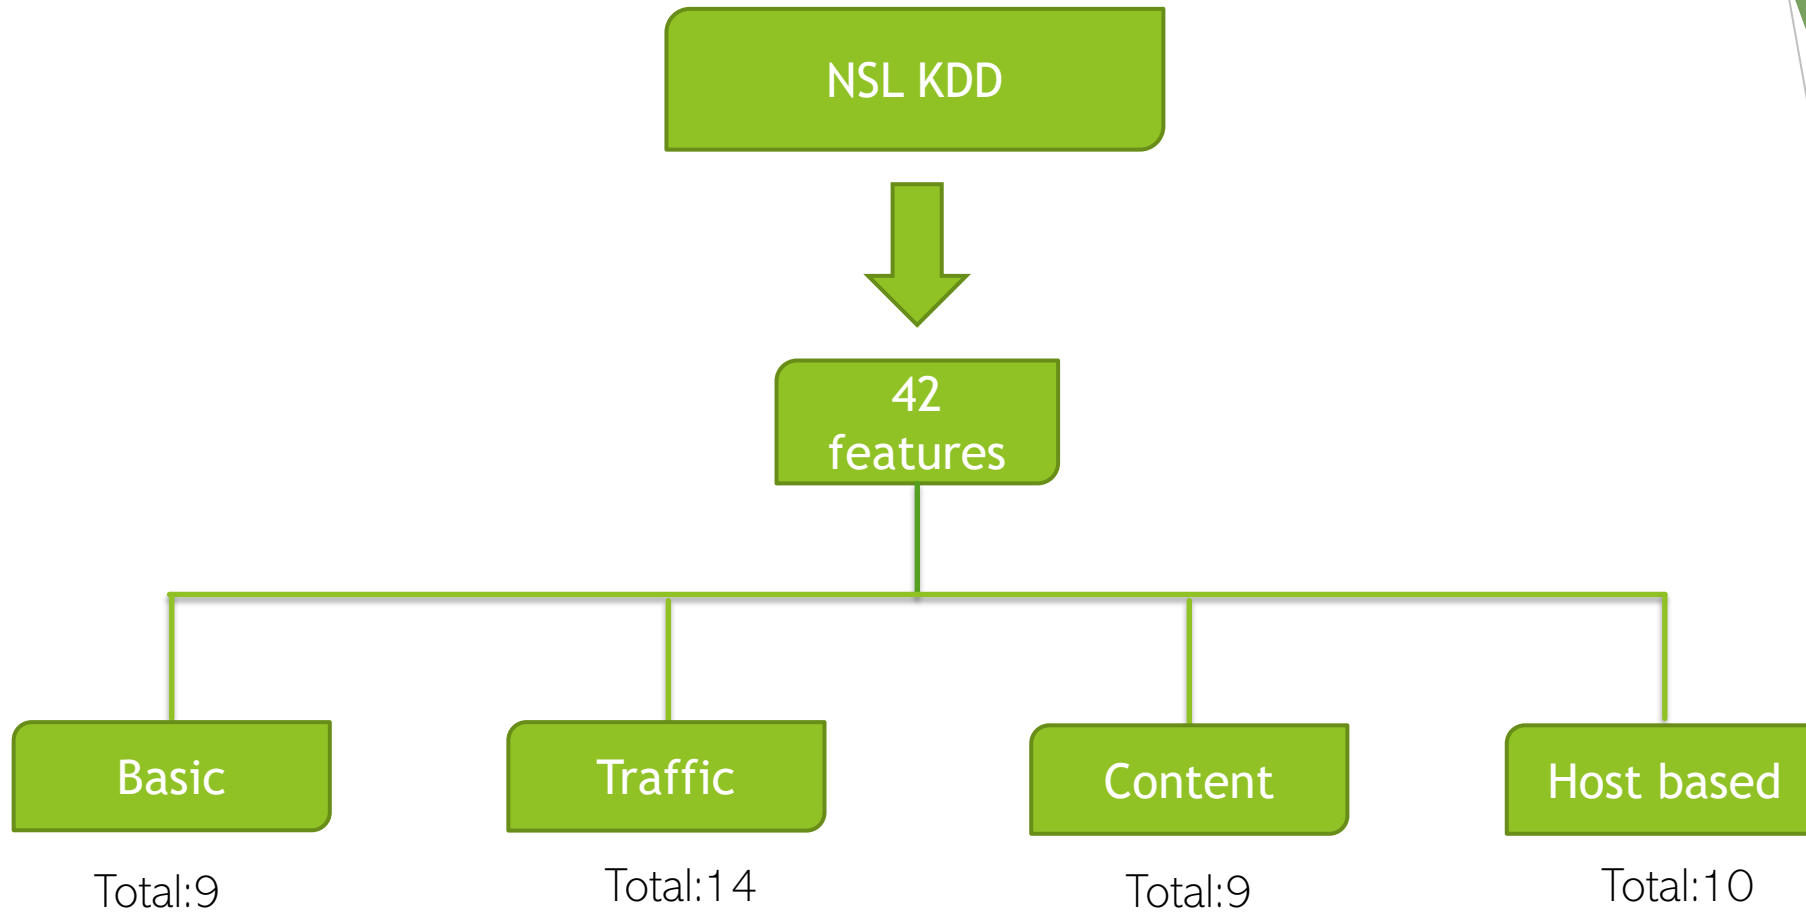 NSL KDD
42
features
Basic
Traffic
Content
Host based
Total:9
Total:14
Total:9
Total:10